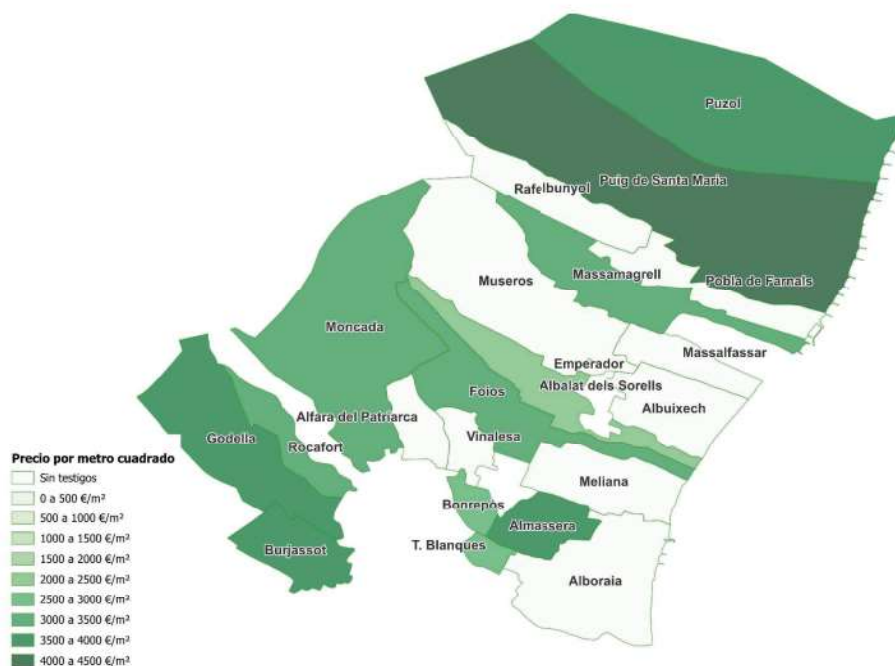 Puzol
Puig de Santa Maria
Rafelbunyol
Massamagrell
Pobla de Farnals
Museros
Moncada
Massalfassar
Emperador
Albalat dels Sorells
Foios
Albuixech
Alfara del Patriarca
Godella
Rocafort
Vinalesa
Meliana
Bonrepòs
Almassera
T. Blanques
Burjassot
Alboraia
Precio por metro cuadrado
Sin testigos
0 a 500 €/m²
500 a 1000 €/m²
1000 a 1500 €/m²
1500 a 2000 €/m²
2000 a 2500 €/m²
2500 a 3000 €/m²
3000 a 3500 €/m²
3500 a 4000 €/m²
4000 a 4500 €/m²